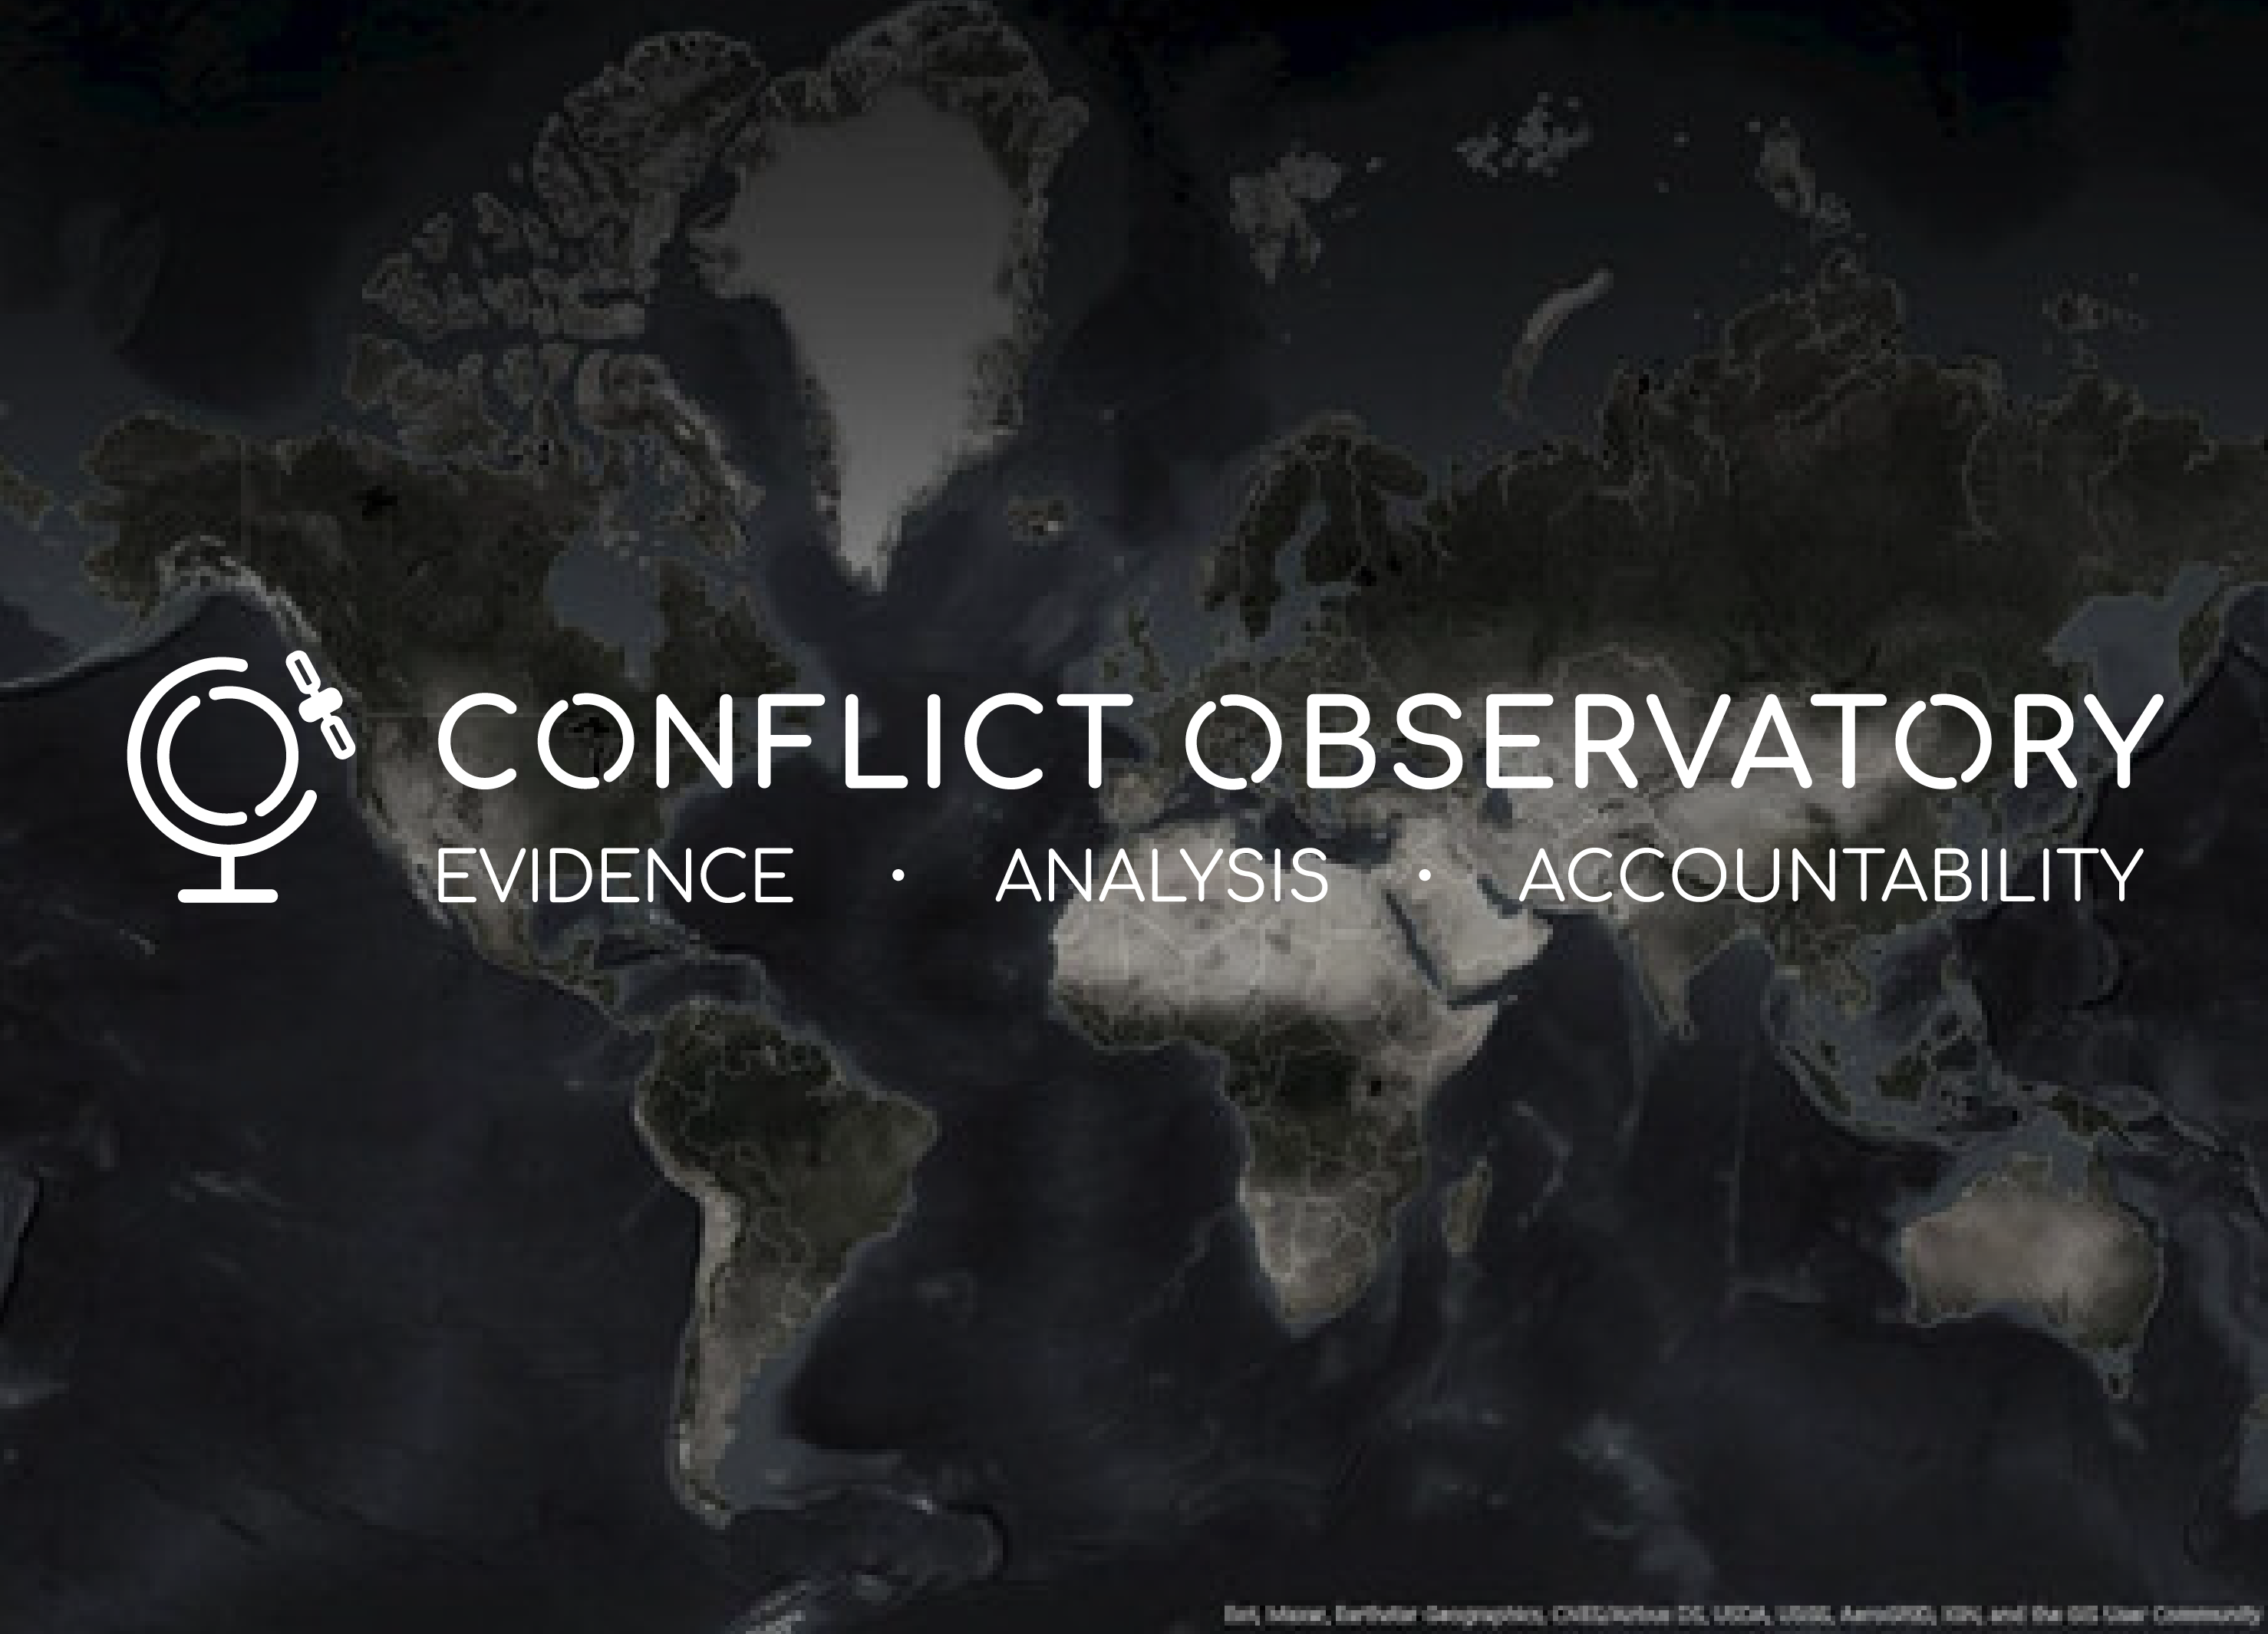 CONFLICT OBSERVATORY
EVIDENCE · ANALYSIS · ACCOUNTABILITY
Esri, Maxar, Earthstar Geographics, CNES/Airbus DS, USDA, USGS, AeroGRID, IGN, and the GIS User Community